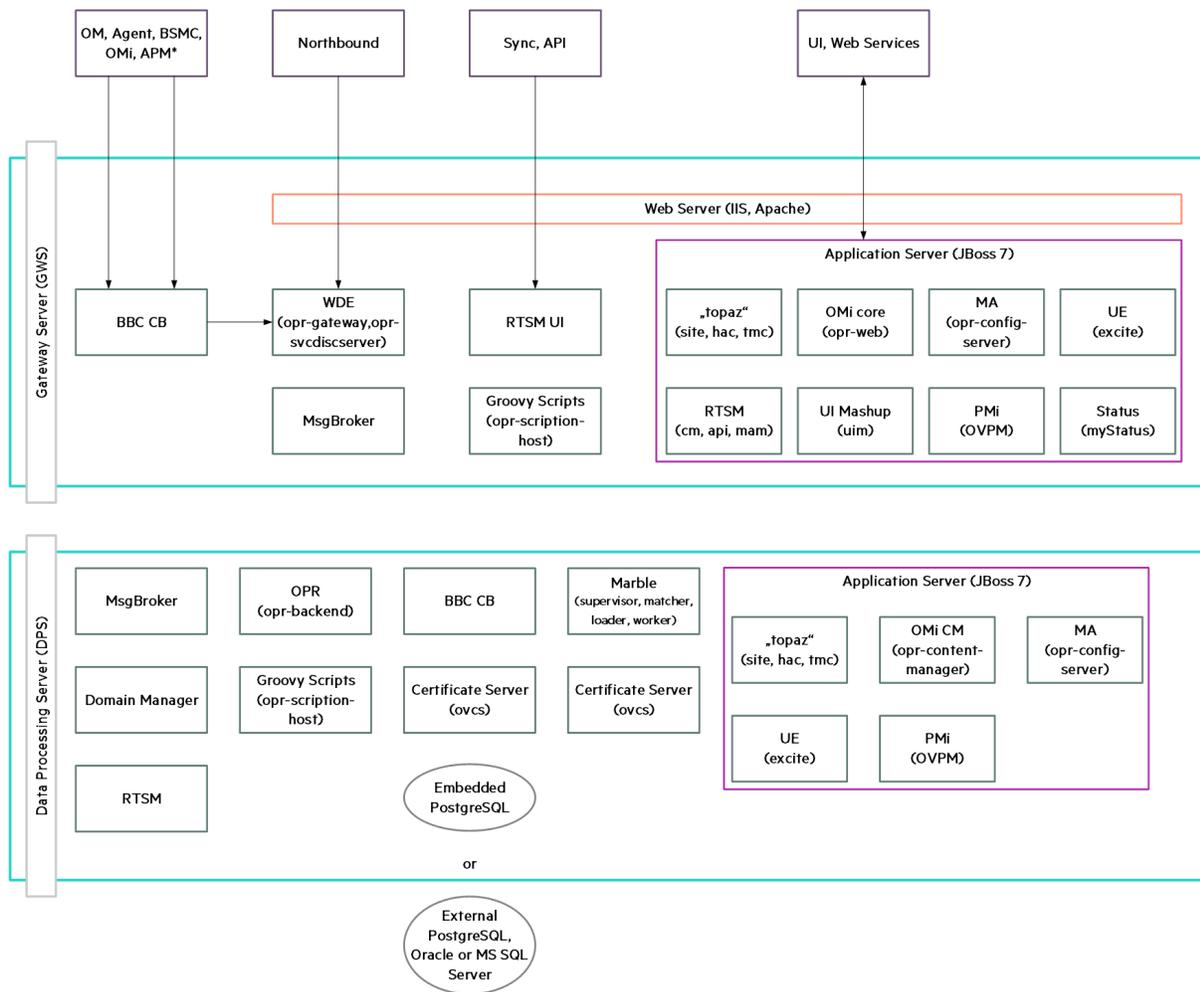 OM, Agent, BSMC,
OMi, APM*
Northbound
Sync, API
UI, Web Services
Gateway Server (GWS)
Web Server (IIS, Apache)
Application Server (JBoss 7)
BBC CB
WDE
(opr-gateway,opr-
svcdiscserver)
RTSM UI
„topaz“
(site, hac, tmc)
OMi core
(opr-web)
MA
(opr-config-
server)
UE
(excite)
MsgBroker
Groovy Scripts
(opr-scription-
host)
RTSM
(cm, api, mam)
UI Mashup
(uim)
PMi
(OVPM)
Status
(myStatus)
Data Processing Server (DPS)
MsgBroker
OPR
(opr-backend)
BBC CB
Marble
(supervisor, matcher,
loader, worker)
Application Server (JBoss 7)
„topaz“
(site, hac, tmc)
OMi CM
(opr-content-
manager)
MA
(opr-config-
server)
Domain Manager
Groovy Scripts
(opr-scription-
host)
Certificate Server
(ovcs)
Certificate Server
(ovcs)
UE
(excite)
PMi
(OVPM)
RTSM
Embedded
PostgreSQL
or
External
PostgreSQL,
Oracle or MS SQL
Server